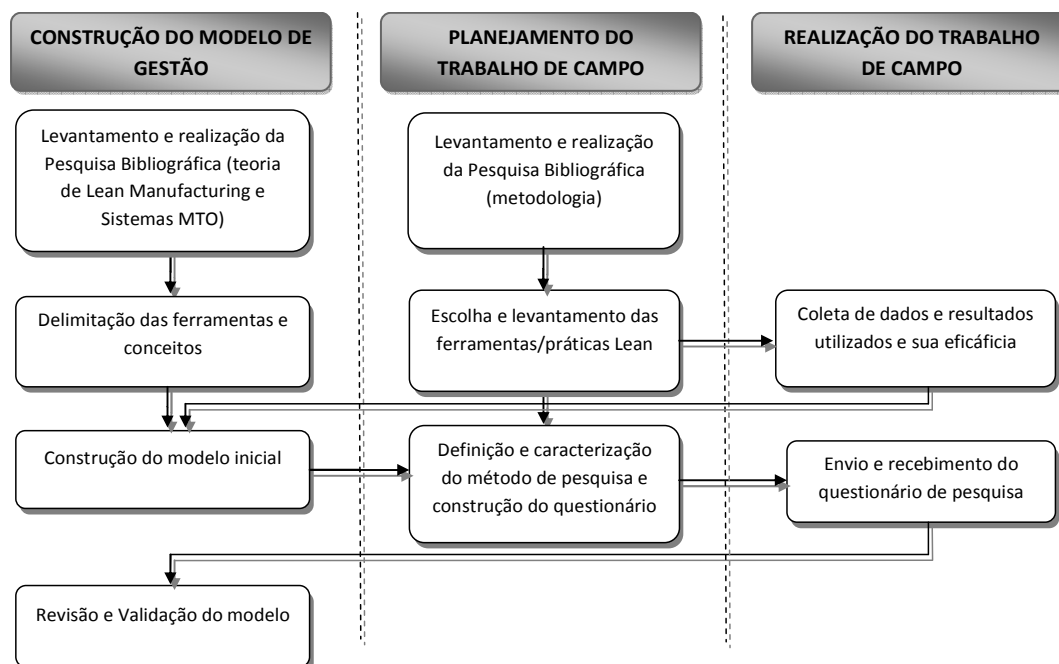 CONSTRUÇÃO DO MODELO DE
GESTÃO
PLANEJAMENTO DO
TRABALHO DE CAMPO
REALIZAÇÃO DO TRABALHO
DE CAMPO
Levantamento e realização da
Pesquisa Bibliográfica (teoria
de Lean Manufacturing e
Sistemas MTO)
Levantamento e realização
da Pesquisa Bibliográfica
(metodologia)
Delimitação das ferramentas e
conceitos
Escolha e levantamento das
ferramentas/práticas Lean
Coleta de dados e resultados
utilizados e sua eficáficia
Construção do modelo inicial
Definição e caracterização
do método de pesquisa e
construção do questionário
Envio e recebimento do
questionário de pesquisa
Revisão e Validação do modelo